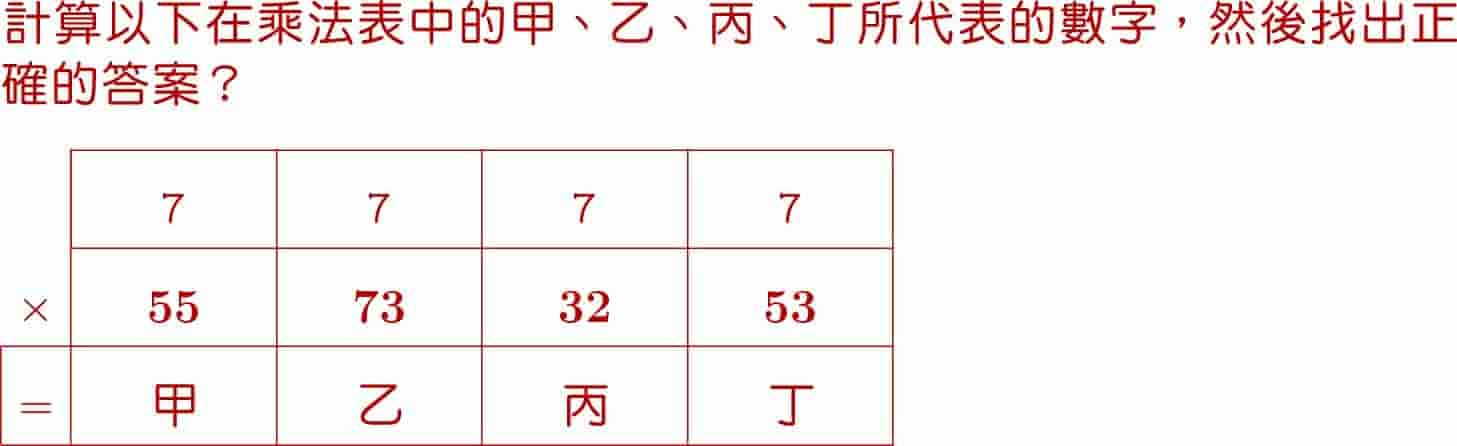 計算以下在乘法表中的甲、乙、丙、丁所代表的數字，然後找出正
確的答案？
7 7 7 7
× 55 73 32 53
= 甲 乙 丙 丁